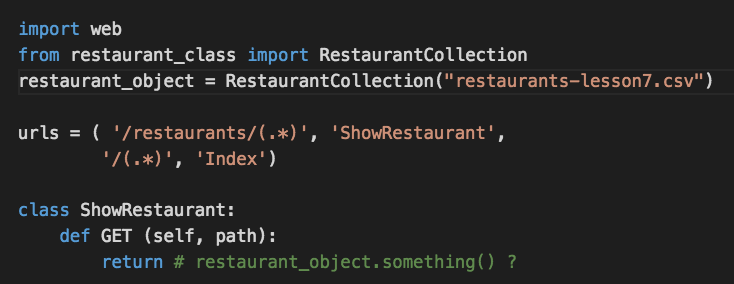 import web
from restaurant_class import RestaurantCollection
restaurant_object = RestaurantCollection("restaurants-lesson7.csv")
urls = ( '/restaurants/(.*)', 'ShowRestaurant',
'/(.*)', 'Index')
class ShowRestaurant:
def GET (self, path):
return # restaurant_object.something() ?